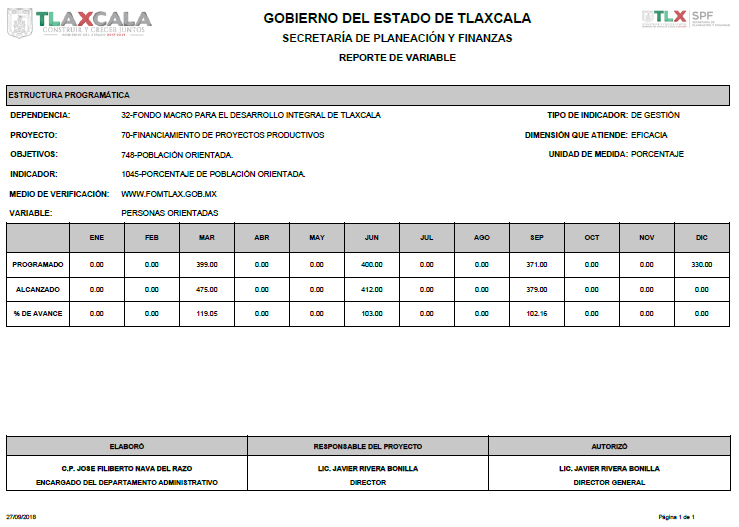 TLAXCALA
CONSTRUIR Y CRECER JUNTOS
GOBIERNO DEL ESTADO 2017-2021
GOBIERNO DEL ESTADO DE TLAXCALA
SECRETARÍA DE PLANEACIÓN Y FINANZAS
REPORTE DE VARIABLE
TLX SPF
ESTRUCTURA PROGRAMÁTICA
DEPENDENCIA: 32-FONDO MACRO PARA EL DESARROLLO INTEGRAL DE TLAXCALA TIPO DE INDICADOR: DE GESTIÓN
PROYECTO: 70-FINANCIAMIENTO DE PROYECTOS PRODUCTIVOS DIMENSIÓN QUE ATIENDE: EFICACIA
OBJETIVOS: 748-POBLACIÓN ORIENTADA. UNIDAD DE MEDIDA: PORCENTAJE
INDICADOR: 1045-PORCENTAJE DE POBLACIÓN ORIENTADA.
MEDIO DE VERIFICACIÓN: WWW.FOMTLAX.GOB.MX
VARIABLE: PERSONAS ORIENTADAS
ENE FEB MAR ABR MAY JUN JUL AGO SEP OCT NOV DIC
PROGRAMADO 0.00 0.00 399.00 0.00 0.00 400.00 0.00 0.00 371.00 0.00 0.00 330.00
ALCANZADO 0.00 0.00 475.00 0.00 0.00 412.00 0.00 0.00 379.00 0.00 0.00 0.00
% DE AVANCE 0.00 0.00 119.05 0.00 0.00 103.00 0.00 0.00 102.16 0.00 0.00 0.00
ELABORÓ RESPONSABLE DEL PROYECTO AUTORIZÓ
C.P. JOSE FILIBERTO NAVA DEL RAZO LIC. JAVIER RIVERA BONILLA LIC. JAVIER RIVERA BONILLA
ENCARGADO DEL DEPARTAMENTO ADMINISTRATIVO DIRECTOR DIRECTOR GENERAL
27/09/2018 Página 1 de 1